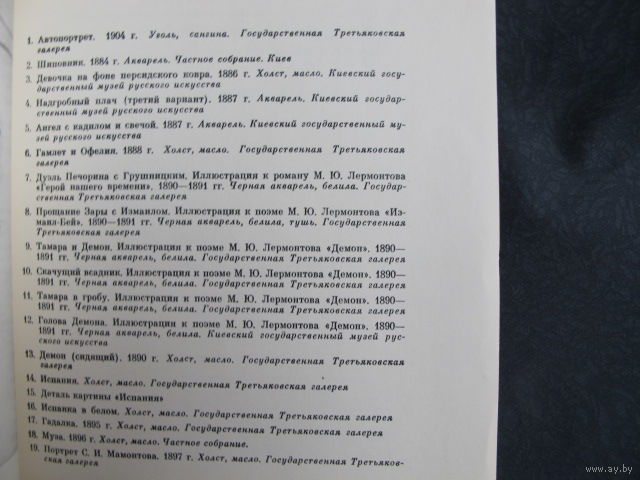 1. Автопортрет. 1904 г. Уголь, сангина. Государственная Третьяковская
галерея
2. Шиповник. 1884 г. Акварель. Частное собрание. Киев
3. Девочка на фоне персидского ковра. 1886 г. Холст, масло. Киевский госу-
дарственный музей русского искусства
4. Надгробный плач (третий вариант). 1887 г. Акварель. Киевский государ-
ственный музей русского искусства
5. Ангел с кадилом и свечой. 1887 г. Акварель. Киевский государственный му-
зей русского искусства
6. Гамлет и Офелия. 1888 г. Холст, масло. Государственная Третьяковская
галерея
7. Дуэль Печорина с Грушницким. Иллюстрация к роману М. Ю. Лермонтова
«Герой нашего времени». 1890—1891 гг. Черная акварель, белила. Государ-
ственная Третьяковская галерея
8. Прощание Зары с Измаилом. Иллюстрация к поэме М. Ю. Лермонтова «Из-
маил-Бей». 1890—1891 гг. Черная акварель, белила, тушь. Государственная
Третьяковская галерея
9. Тамара и Демон. Иллюстрация к поэме М. Ю. Лермонтова «Демон». 1890—
1891 гг. Черная акварель, белила. Государственная Третьяковская галерея
10. Скачущий всадник. Иллюстрация к поэме М. Ю. Лермонтова «Демон». 1890—
1891 гг. Черная акварель, белила. Государственная Третьяковская галерея
11. Тамара в гробу. Иллюстрация к поэме М. Ю. Лермонтова «Демон». 1890—
1891 гг. Черная акварель, белила. Государственная Третьяковская галерея
12. Голова Демона. Иллюстрация к поэме М. Ю. Лермонтова «Демон». 1890—
1891 гг. Черная акварель, белила. Киевский государственный музей рус-
ского искусства
13. Демон (сидящий). 1890 г. Холст, масло. Государственная Третьяковская
галерея
14. Испания. Холст, масло. Государственная Третьяковская галерея
15. Деталь картины «Испания»
16. Испанка в белом. Холст, масло. Государственная Третьяковская галерея
17. Гадалка. 1895 г. Холст, масло. Государственная Третьяковская галерея
18. Муза. 1896 г. Холст, масло. Частное собрание.
19. Портрет С. И. Мамонтова. 1897 г. Холст, масло. Государственная Третьяков-
ская галерея
www.ay.by